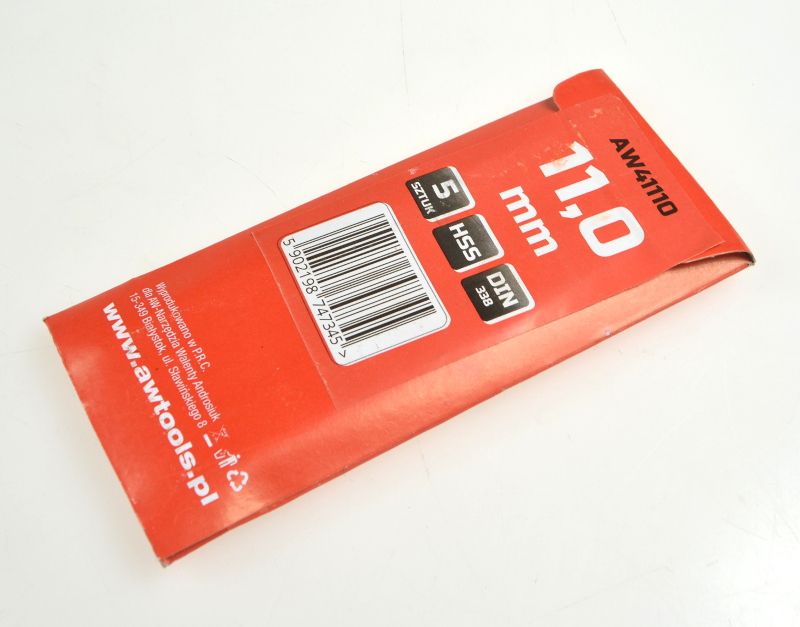 AW41110
11,0
mm
5
SZTUK
HSS
DIN
338
5 902198 747345 >
Wyprodukowano w P.R.C.
dla AW-Narzędzia Walenty Androsiuk
15-349 Białystok, ul. Sławińskiego 8
www.awtools.pl